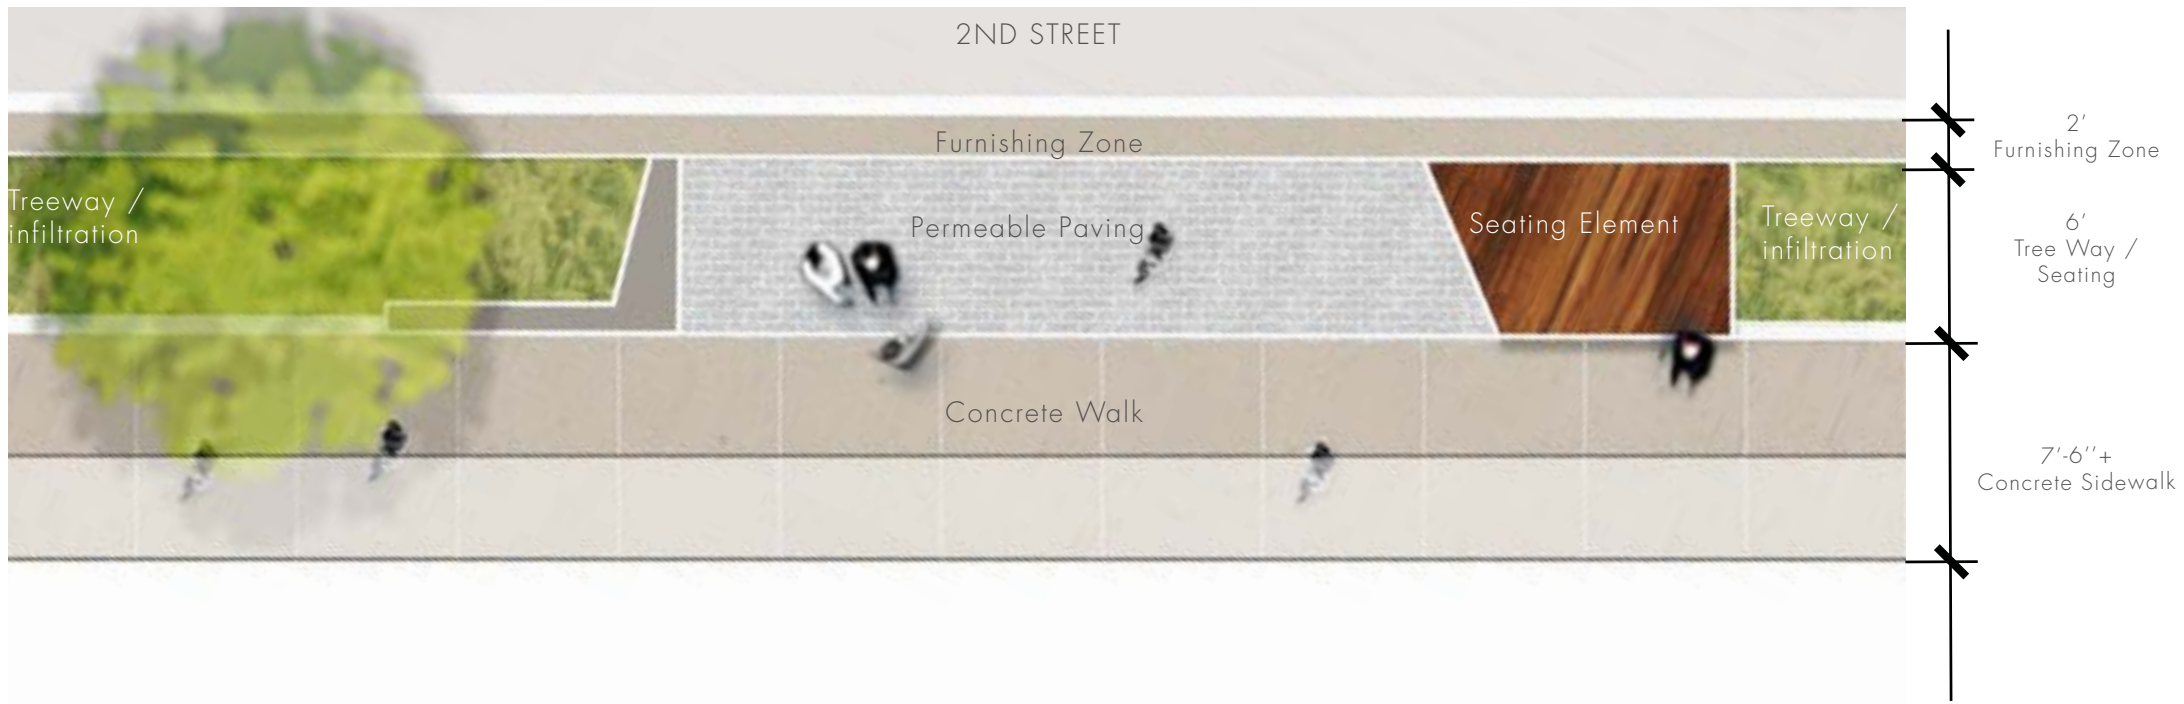 2ND STREET
Furnishing Zone
Treeway /
infiltration
Permeable Paving
Seating Element
Treeway /
infiltration
Concrete Walk
2'
Furnishing Zone
6'
Tree Way /
Seating
7'-6''+
Concrete Sidewalk